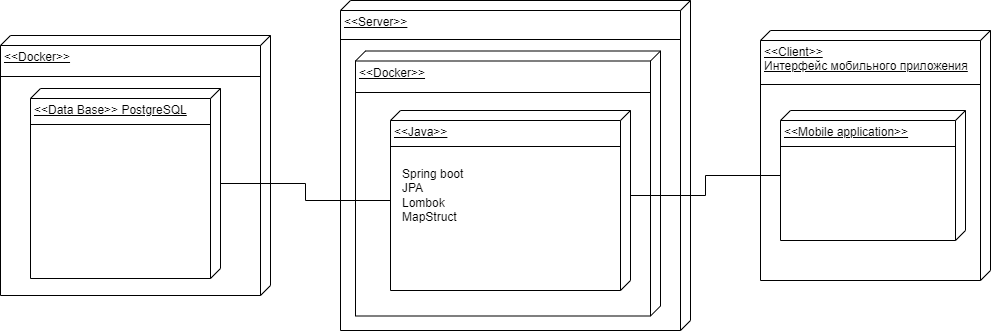 <<Docker>>
<<Data Base>> PostgreSQL
<<Server>>
<<Docker>>
<<Java>>
Spring boot
JPA
Lombok
MapStruct
<<Client>>
Интерфейс мобильного приложения
<<Mobile application>>